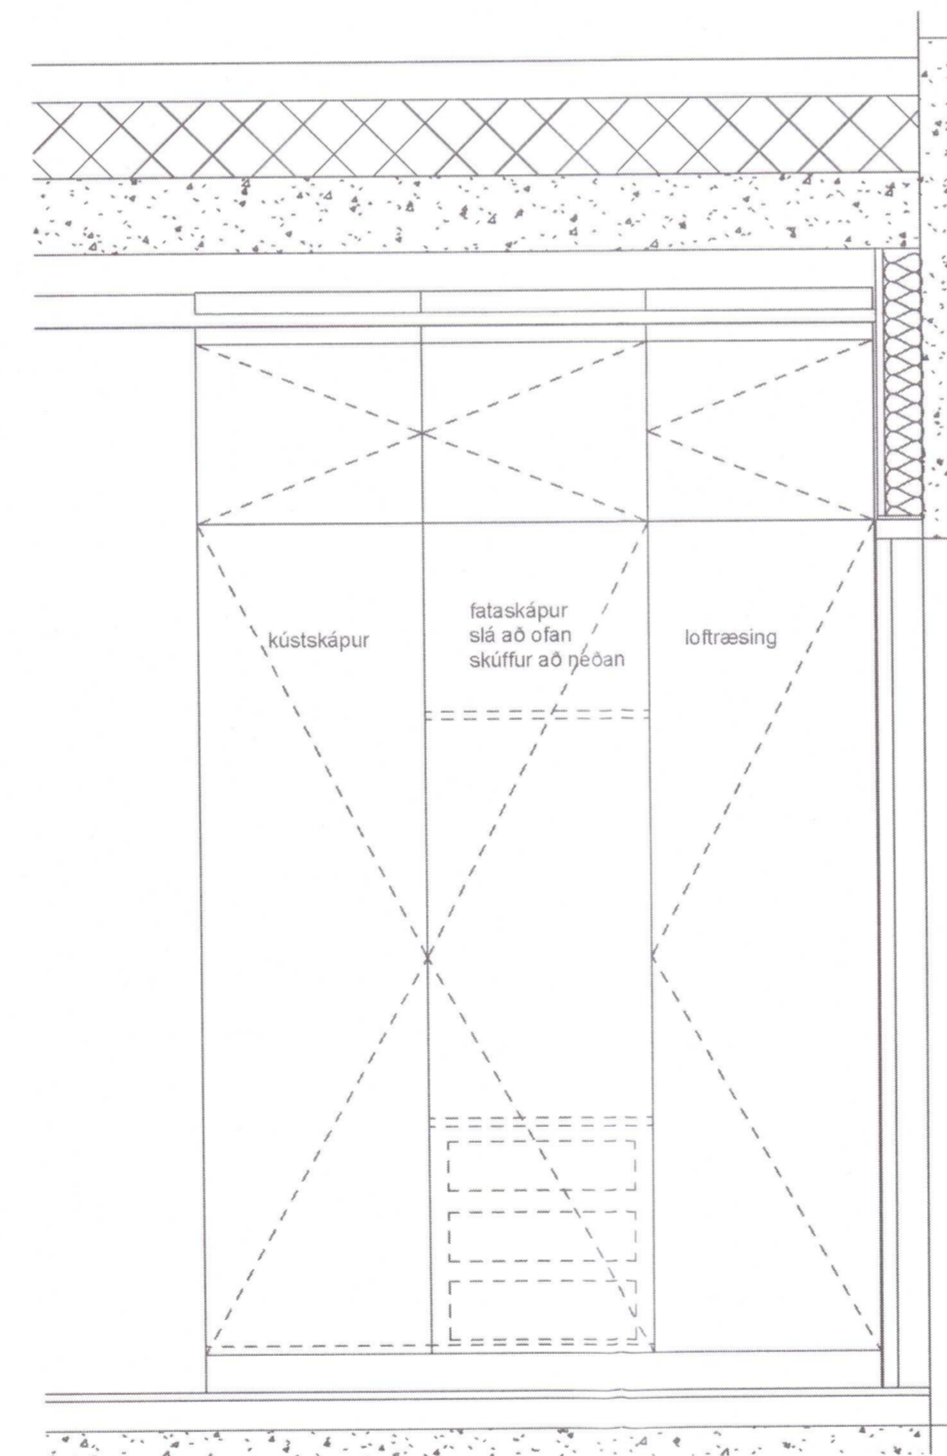 kústskápur
fataskápur
slá að ofan
skúffur að neðan
loftræsing